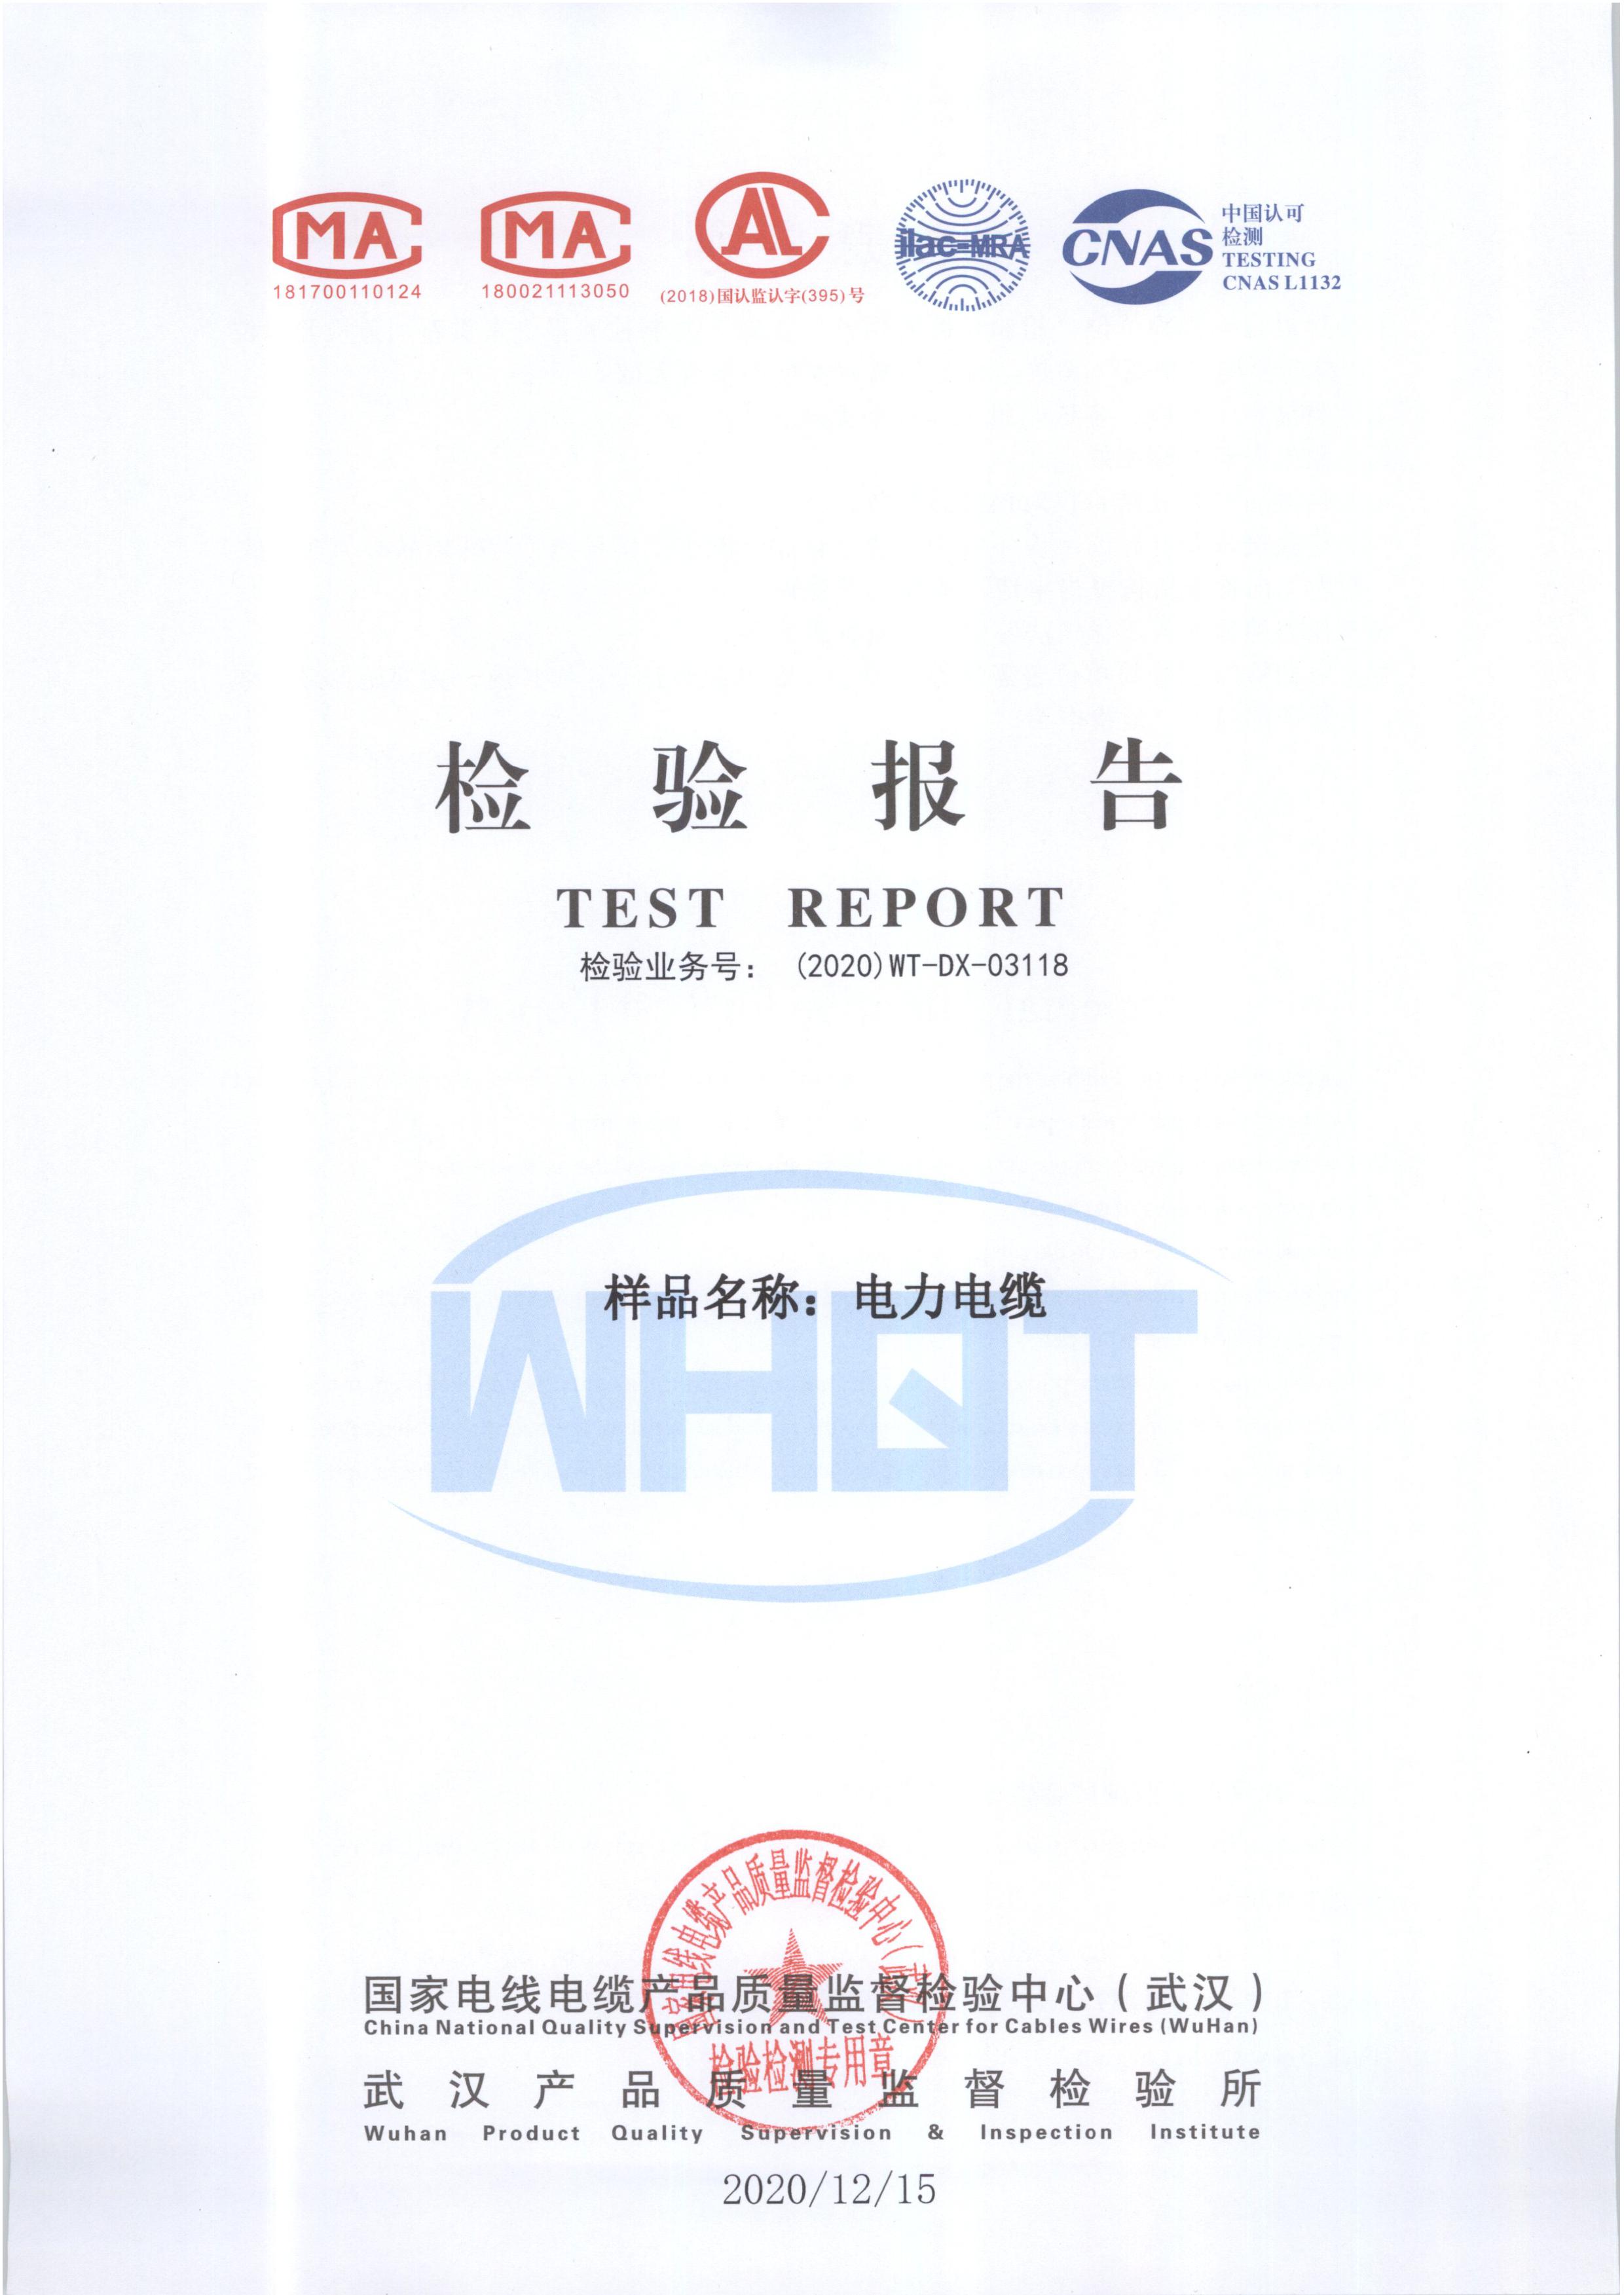 MA
181700110124
MA
180021113050
AL
(2018)国认监认字(395)号
ilac-MRA
CNAS
中国认可
检测
TESTING
CNAS L1132
检验报告
TEST REPORT
检验业务号： (2020)WT-DX-03118
WHQT
样品名称：电力电缆
国家电线电缆产品质量监督检验中心(武汉)
检验检测专用章
国家电线电缆产品质量监督检验中心（武汉）
China National Quality Supervision and Test Center for Cables Wires (WuHan)
武汉产品质量监督检验所
Wuhan Product Quality Supervision & Inspection Institute
2020/12/15